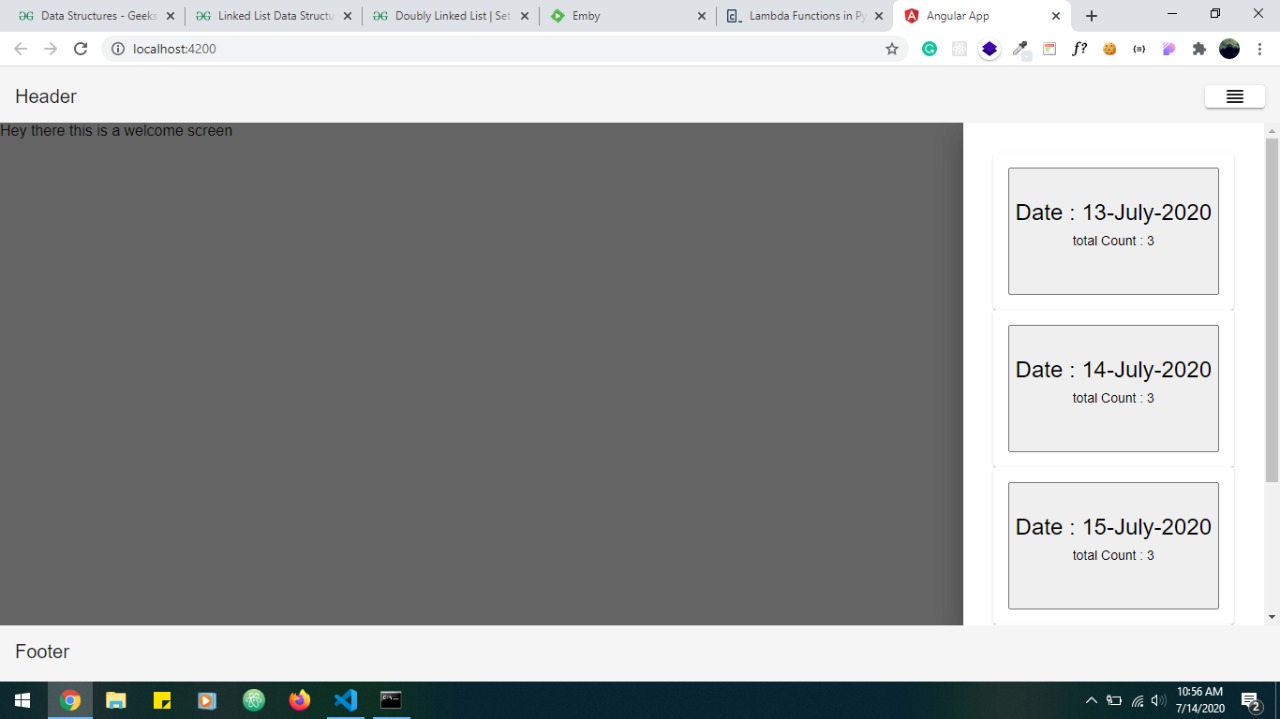 Data Structures - Geeks
Linked List Data Structu
Doubly Linked List | Set
Emby
Lambda Functions in Py
Angular App
localhost:4200
f?
Header
Hey there this is a welcome screen
Date : 13-July-2020
total Count : 3
Date : 14-July-2020
total Count : 3
Date : 15-July-2020
total Count : 3
Footer
10:56 AM
7/14/2020
2